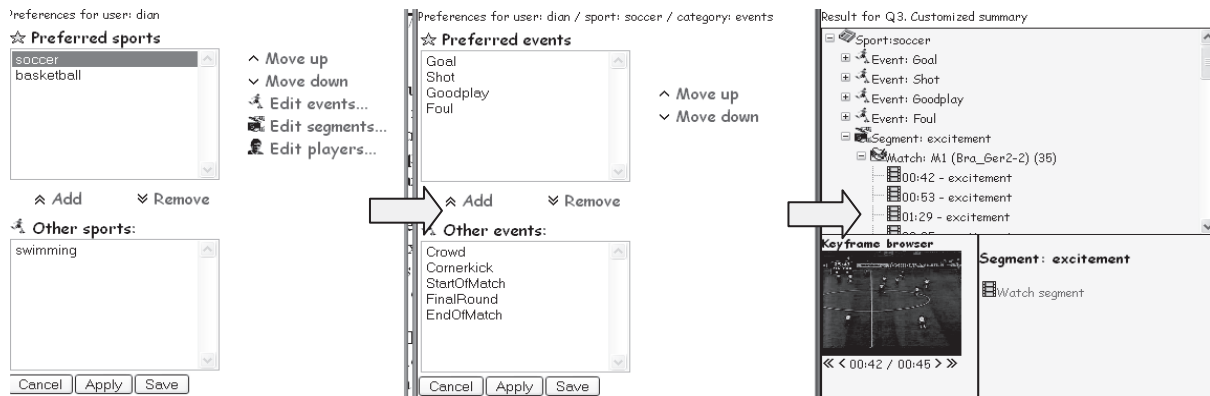 Preferences for user: dian
Preferred sports
soccer
basketball
Move up
Move down
Edit events...
Edit segments...
Edit players...
Add
Remove
Other sports:
swimming
Cancel
Apply
Save
Preferences for user: dian / sport: soccer / category: events
Preferred events
Goal
Shot
Goodplay
Foul
Move up
Move down
Add
Remove
Other events:
Crowd
Cornerkick
StartOfMatch
FinalRound
EndOfMatch
Cancel
Apply
Save
Result for Q3. Customized summary
Sport:soccer
Event: Goal
Event: Shot
Event: Goodplay
Event: Foul
Segment: excitement
Match: M1 (Bra_Ger2-2) (35)
00:42 - excitement
00:53 - excitement
01:29 - excitement
Keyframe browser
00:42 / 00:45
Segment: excitement
Watch segment